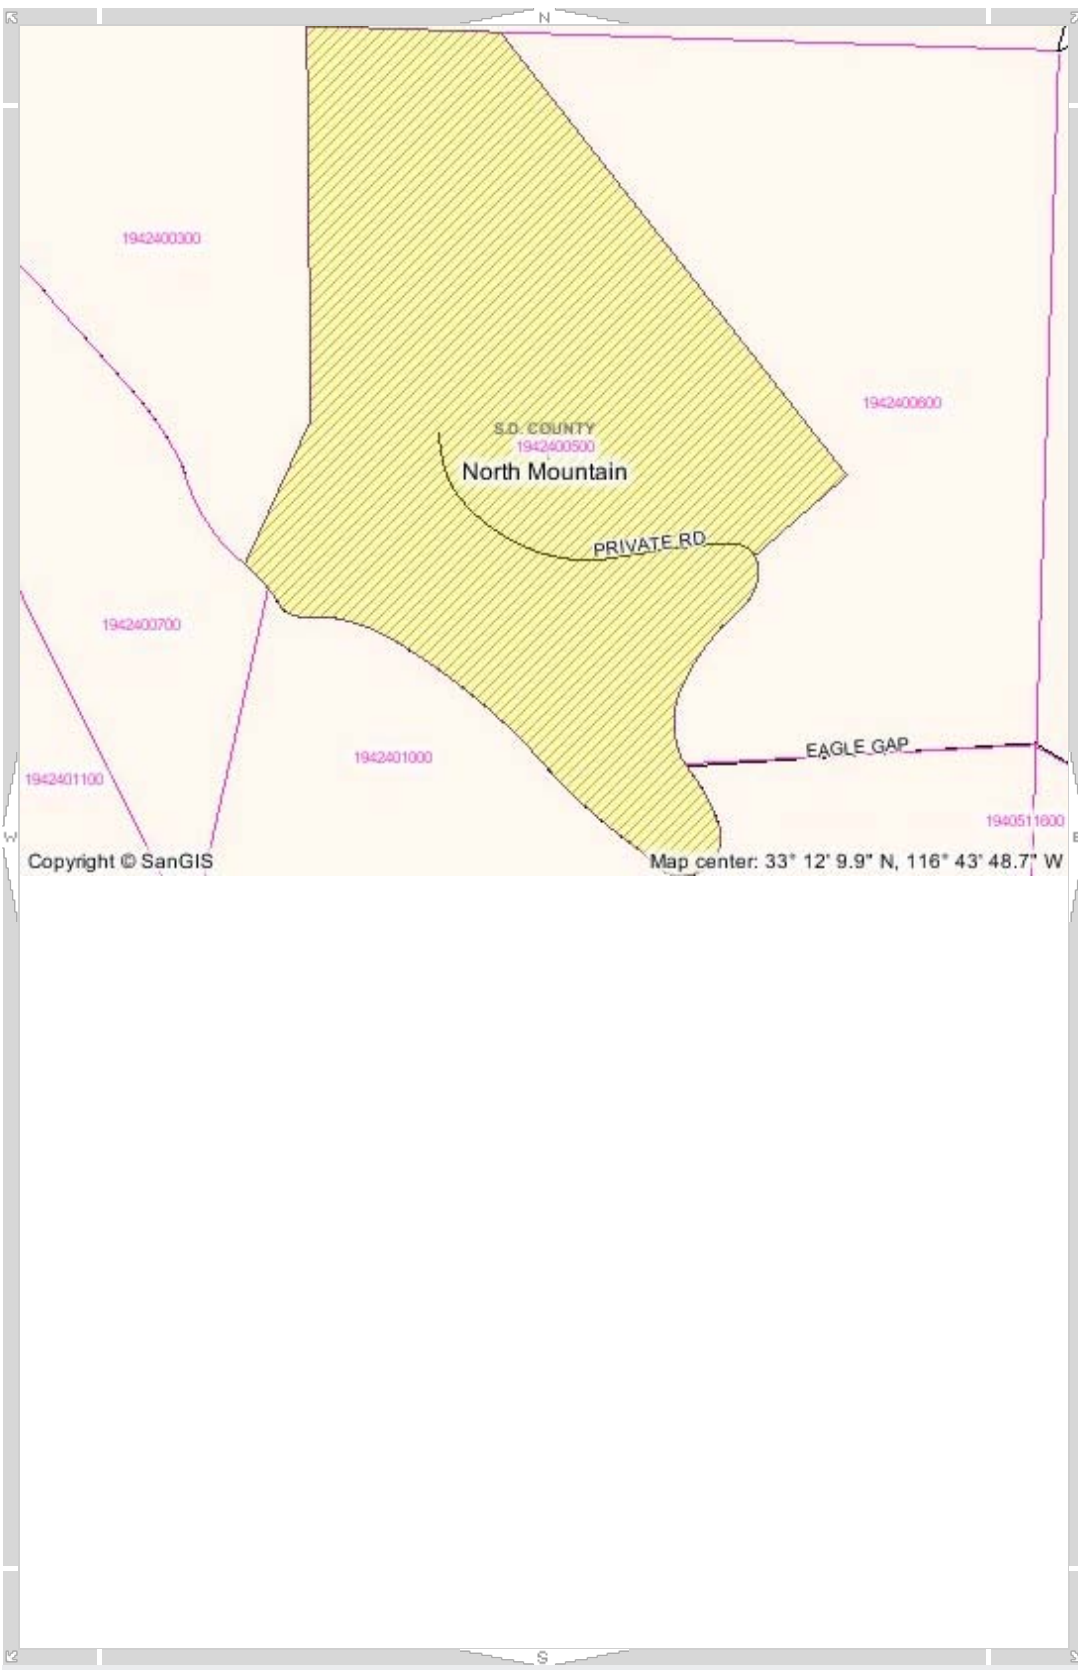 N
1942400300
1942400600
S.D. COUNTY
1942400500
North Mountain
PRIVATE RD
1942400700
EAGLE GAP
1942401000
1942401100
1940511600
W
E
Copyright © SanGIS
Map center: 33° 12' 9.9" N, 116° 43' 48.7" W
S